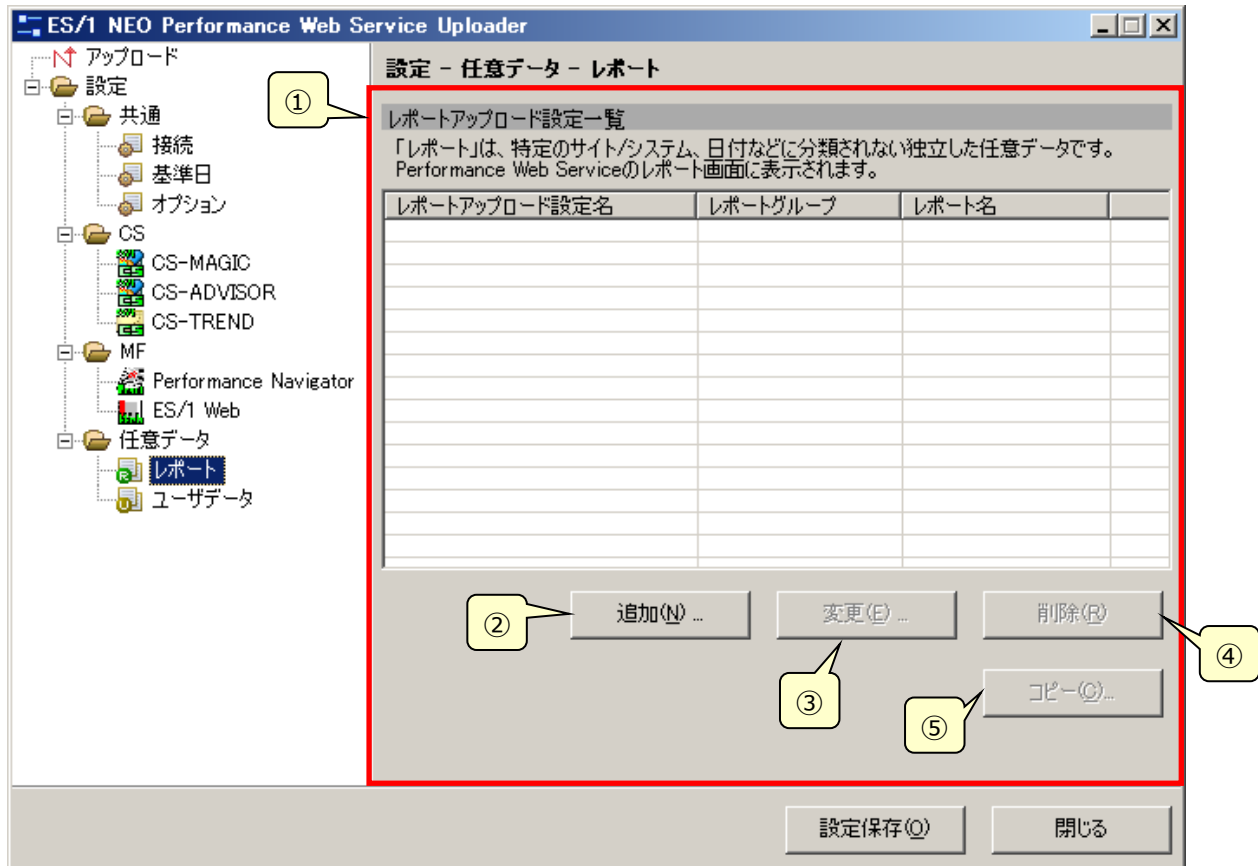 ES/1 NEO Performance Web Service Uploader
アップロード
設定
共通
接続
基準日
オプション
CS
CS-MAGIC
CS-ADVISOR
CS-TREND
MF
Performance Navigator
ES/1 Web
任意データ
レポート
ユーザデータ
設定 - 任意データ - レポート
①
レポートアップロード設定一覧
「レポート」は、特定のサイト/システム、日付などに分類されない独立した任意データです。
Performance Web Serviceのレポート画面に表示されます。
レポートアップロード設定名 レポートグループ レポート名
② 追加(N) ... 変更(E) ... 削除(R)
③ ④
⑤ コピー(C)...
設定保存(O) 閉じる